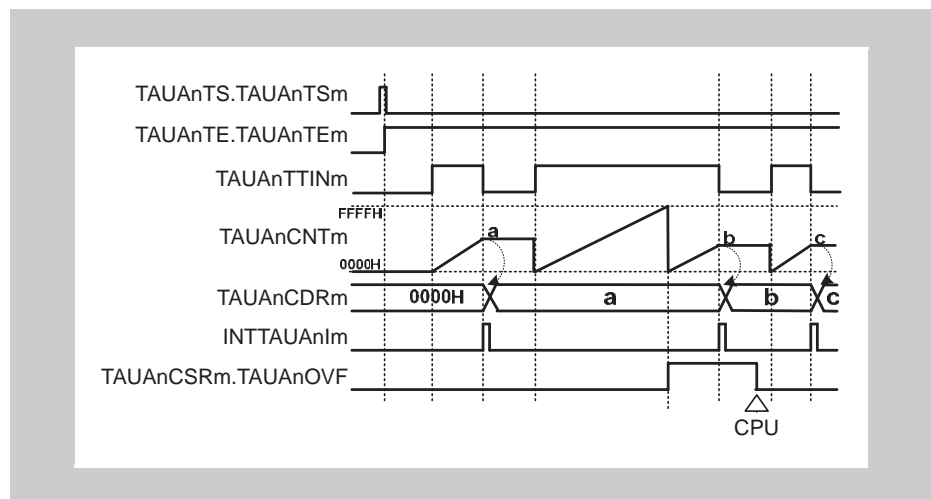 TAUAnTS.TAUAnTSm
TAUAnTE.TAUAnTEm
TAUAnTTINm
FFFFH
TAUAnCNTm
a
b
c
0000H
TAUAnCDRm
0000H
a
b
c
INTTAUAnIm
TAUAnCSRm.TAUAnOVF
CPU